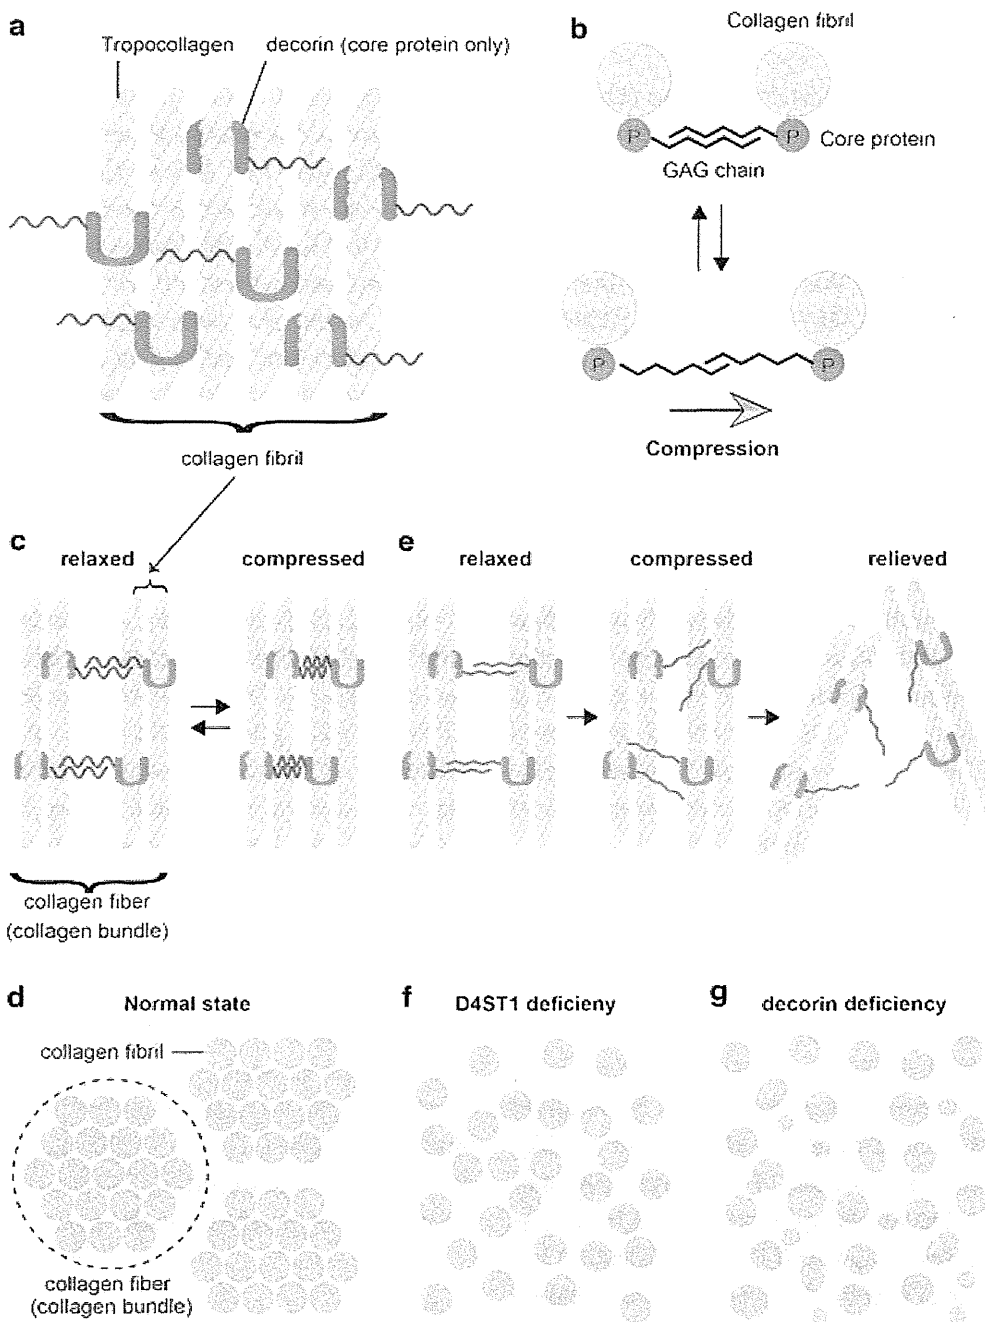 a
Tropocollagen
decorin (core protein only)
collagen fibril
b
Collagen fibril
P
P
Core protein
GAG chain
P
P
Compression
c
relaxed
compressed
collagen fiber
(collagen bundle)
e
relaxed
compressed
relieved
d
Normal state
collagen fibril
collagen fiber
(collagen bundle)
f
D4ST1 deficieny
g
decorin deficiency